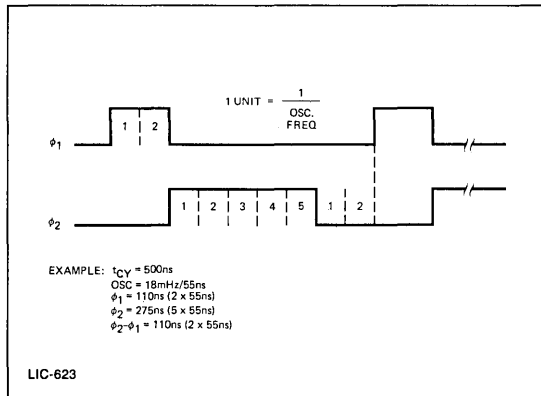 1 UNIT = 1
OSC.
FREQ
1 2
ϕ1
1 2 3 4 5 1 2
ϕ2
EXAMPLE: tCY = 500ns
OSC = 18mHz/55ns
ϕ1 = 110ns (2 x 55ns)
ϕ2 = 275ns (5 x 55ns)
ϕ2-ϕ1 = 110ns (2 x 55ns)
LIC-623